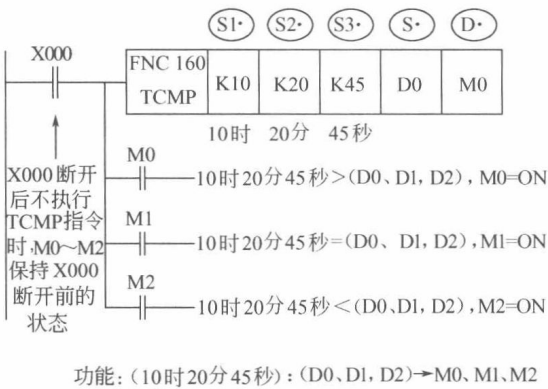 S1· S2· S3· S· D·
X000
FNC 160
TCMP K10 K20 K45 D0 M0
10时 20分 45秒
M0
10时20分45秒>(D0、D1, D2), M0=ON
M1
10时20分45秒=(D0、D1, D2),M1=ON
M2
10时20分45秒<(D0、D1, D2),M2=ON
X000断开
后不执行
TCMP指令
时,M0～M2
保持X000
断开前的
状态
功能:(10时20分45秒):(D0、D1, D2)→M0、M1、M2